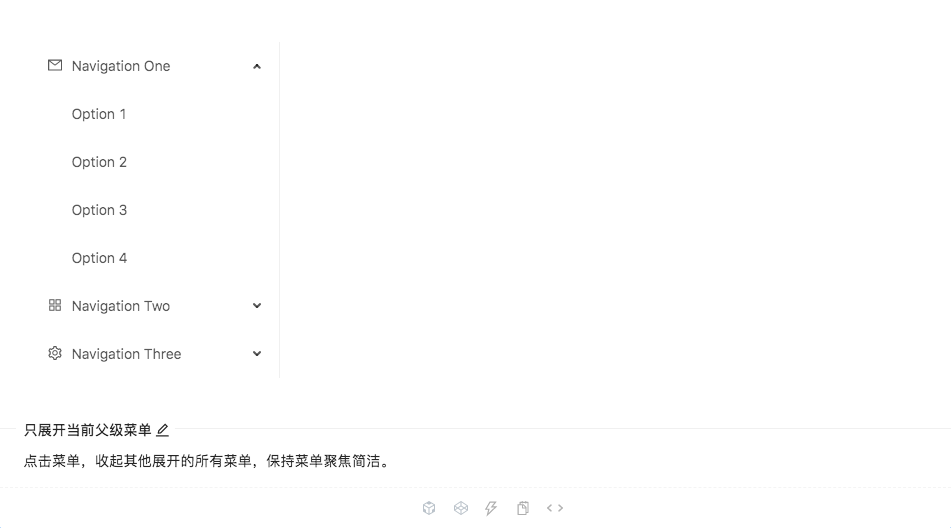 Navigation One
Option 1
Option 2
Option 3
Option 4
Navigation Two
Navigation Three
只展开当前父级菜单
点击菜单，收起其他展开的所有菜单，保持菜单聚焦简洁。